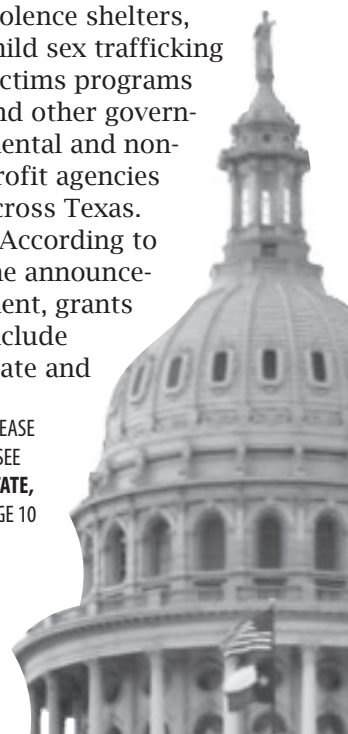 olence shelters,
hild sex trafficking
ctims programs
nd other govern-
ental and non-
rofit agencies
cross Texas.
According to
he announce-
ent, grants
clude
ate and
EASE
SEE
ATE,
GE 10